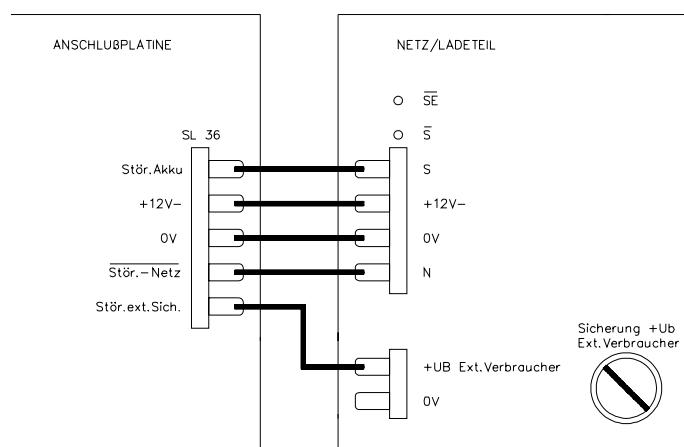 ANSCHLUßPLATINE
NETZ/LADETEIL
SE
SL 36
S
Stör.Akku
S
+12V-
+12V-
0V
0V
Stör.-Netz
N
Stör.ext.Sich.
Sicherung +Ub
Ext.Verbraucher
+UB Ext.Verbraucher
0V